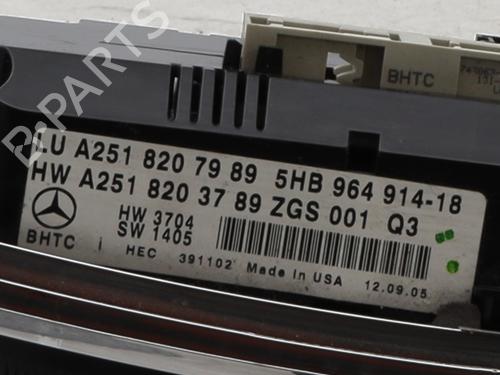 B-PARTS
BHTC
LU A251 820 79 89 5HB 964 914-18
HW A251 820 37 89 ZGS 001 Q3
HW 3704
SW 1405
BHTC i HEC 391102 Made in USA 12.09.05